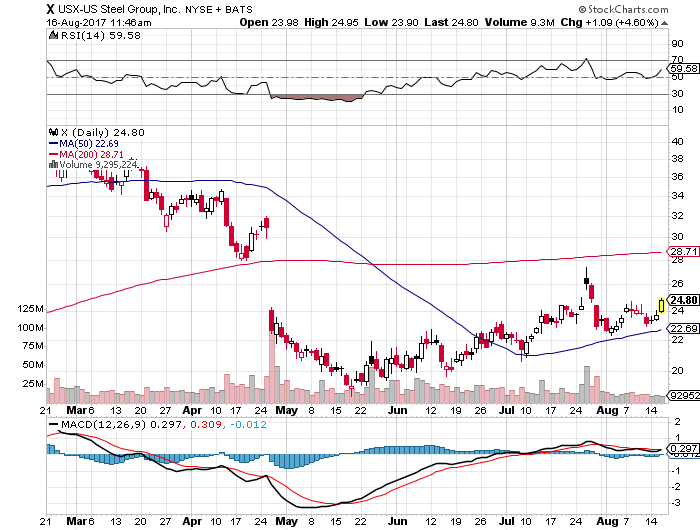 X USX-US Steel Group, Inc. NYSE + BATS © StockCharts.com
16-Aug-2017 11:46am Open 23.98 High 24.95 Low 23.90 Last 24.80 Volume 9.3M Chg +1.09 (+4.60%)
RSI(14) 59.58
90
70
59.58
50
30
10
X (Daily) 24.80
MA(50) 22.69
MA(200) 28.71
Volume 9,295,224
38
36
34
32
30
28.71
28
26
24.80
24
22.69
22
20
125M
100M
75M
50M
25M
92952
21 Mar 6 13 20 27 Apr 10 17 24 May 8 15 22 Jun 12 19 26 Jul 10 17 24 Aug 7 14
MACD(12,26,9) 0.297, 0.309, -0.012
2
1
0.297
-1
-2
-3
21 Mar 6 13 20 27 Apr 10 17 24 May 8 15 22 Jun 12 19 26 Jul 10 17 24 Aug 7 14